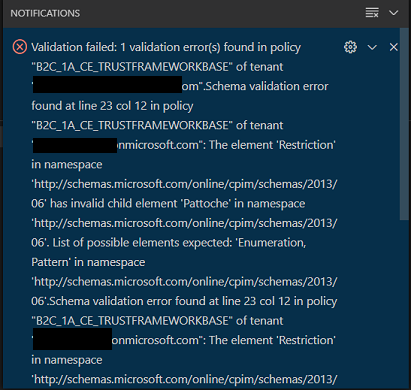 NOTIFICATIONS
Validation failed: 1 validation error(s) found in policy
"B2C_1A_CE_TRUSTFRAMEWORKBASE" of tenant
" om".Schema validation error
found at line 23 col 12 in policy
"B2C_1A_CE_TRUSTFRAMEWORKBASE" of tenant
" onmicrosoft.com": The element 'Restriction'
in namespace
'http://schemas.microsoft.com/online/cpim/schemas/2013/
06' has invalid child element 'Pattoche' in namespace
'http://schemas.microsoft.com/online/cpim/schemas/2013/
06'. List of possible elements expected: 'Enumeration,
Pattern' in namespace
'http://schemas.microsoft.com/online/cpim/schemas/2013/
06'.Schema validation error found at line 23 col 12 in policy
"B2C_1A_CE_TRUSTFRAMEWORKBASE" of tenant
" onmicrosoft.com": The element 'Restriction'
in namespace
'http://schemas.microsoft.com/online/cpim/schemas/2013/